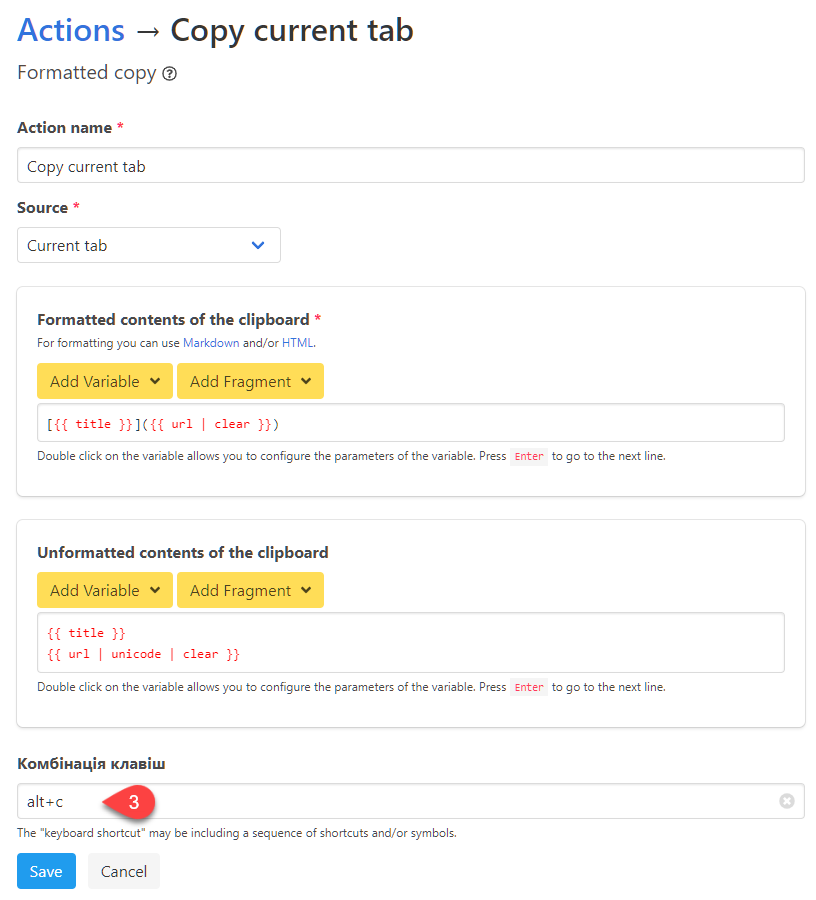 Actions → Copy current tab
Formatted copy
Action name *
Copy current tab
Source *
Current tab
Formatted contents of the clipboard *
For formatting you can use Markdown and/or HTML.
Add Variable Add Fragment
[{{ title }}]({{ url | clear }})
Double click on the variable allows you to configure the parameters of the variable. Press Enter to go to the next line.
Unformatted contents of the clipboard
Add Variable Add Fragment
{{ title }}
{{ url | unicode | clear }}
Double click on the variable allows you to configure the parameters of the variable. Press Enter to go to the next line.
Комбінація клавіш
alt+c 3
The "keyboard shortcut" may be including a sequence of shortcuts and/or symbols.
Save Cancel